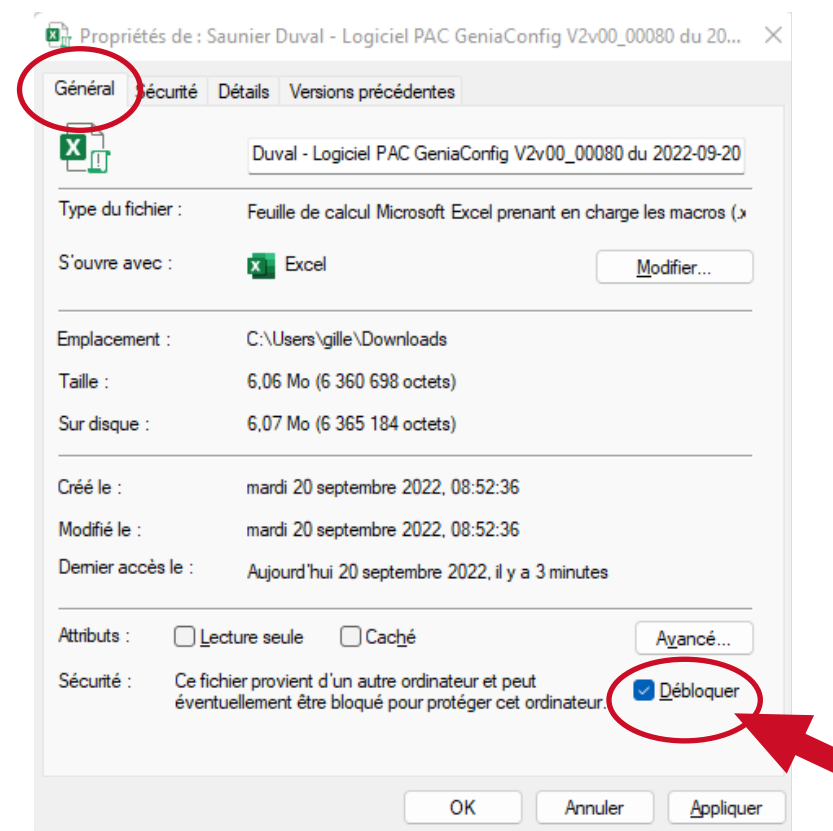 Propriétés de : Saunier Duval - Logiciel PAC GeniaConfig V2v00_00080 du 20...
Général Sécurité Détails Versions précédentes
Duval - Logiciel PAC GeniaConfig V2v00_00080 du 2022-09-20
Type du fichier : Feuille de calcul Microsoft Excel prenant en charge les macros (.x
S'ouvre avec : Excel Modifier...
Emplacement : C:\Users\gille\Downloads
Taille : 6,06 Mo (6 360 698 octets)
Sur disque : 6,07 Mo (6 365 184 octets)
Créé le : mardi 20 septembre 2022, 08:52:36
Modifié le : mardi 20 septembre 2022, 08:52:36
Dernier accès le : Aujourd'hui 20 septembre 2022, il y a 3 minutes
Attributs : Lecture seule Caché Avancé...
Sécurité : Ce fichier provient d'un autre ordinateur et peut
éventuellement être bloqué pour protéger cet ordinateur. Débloquer
OK Annuler Appliquer